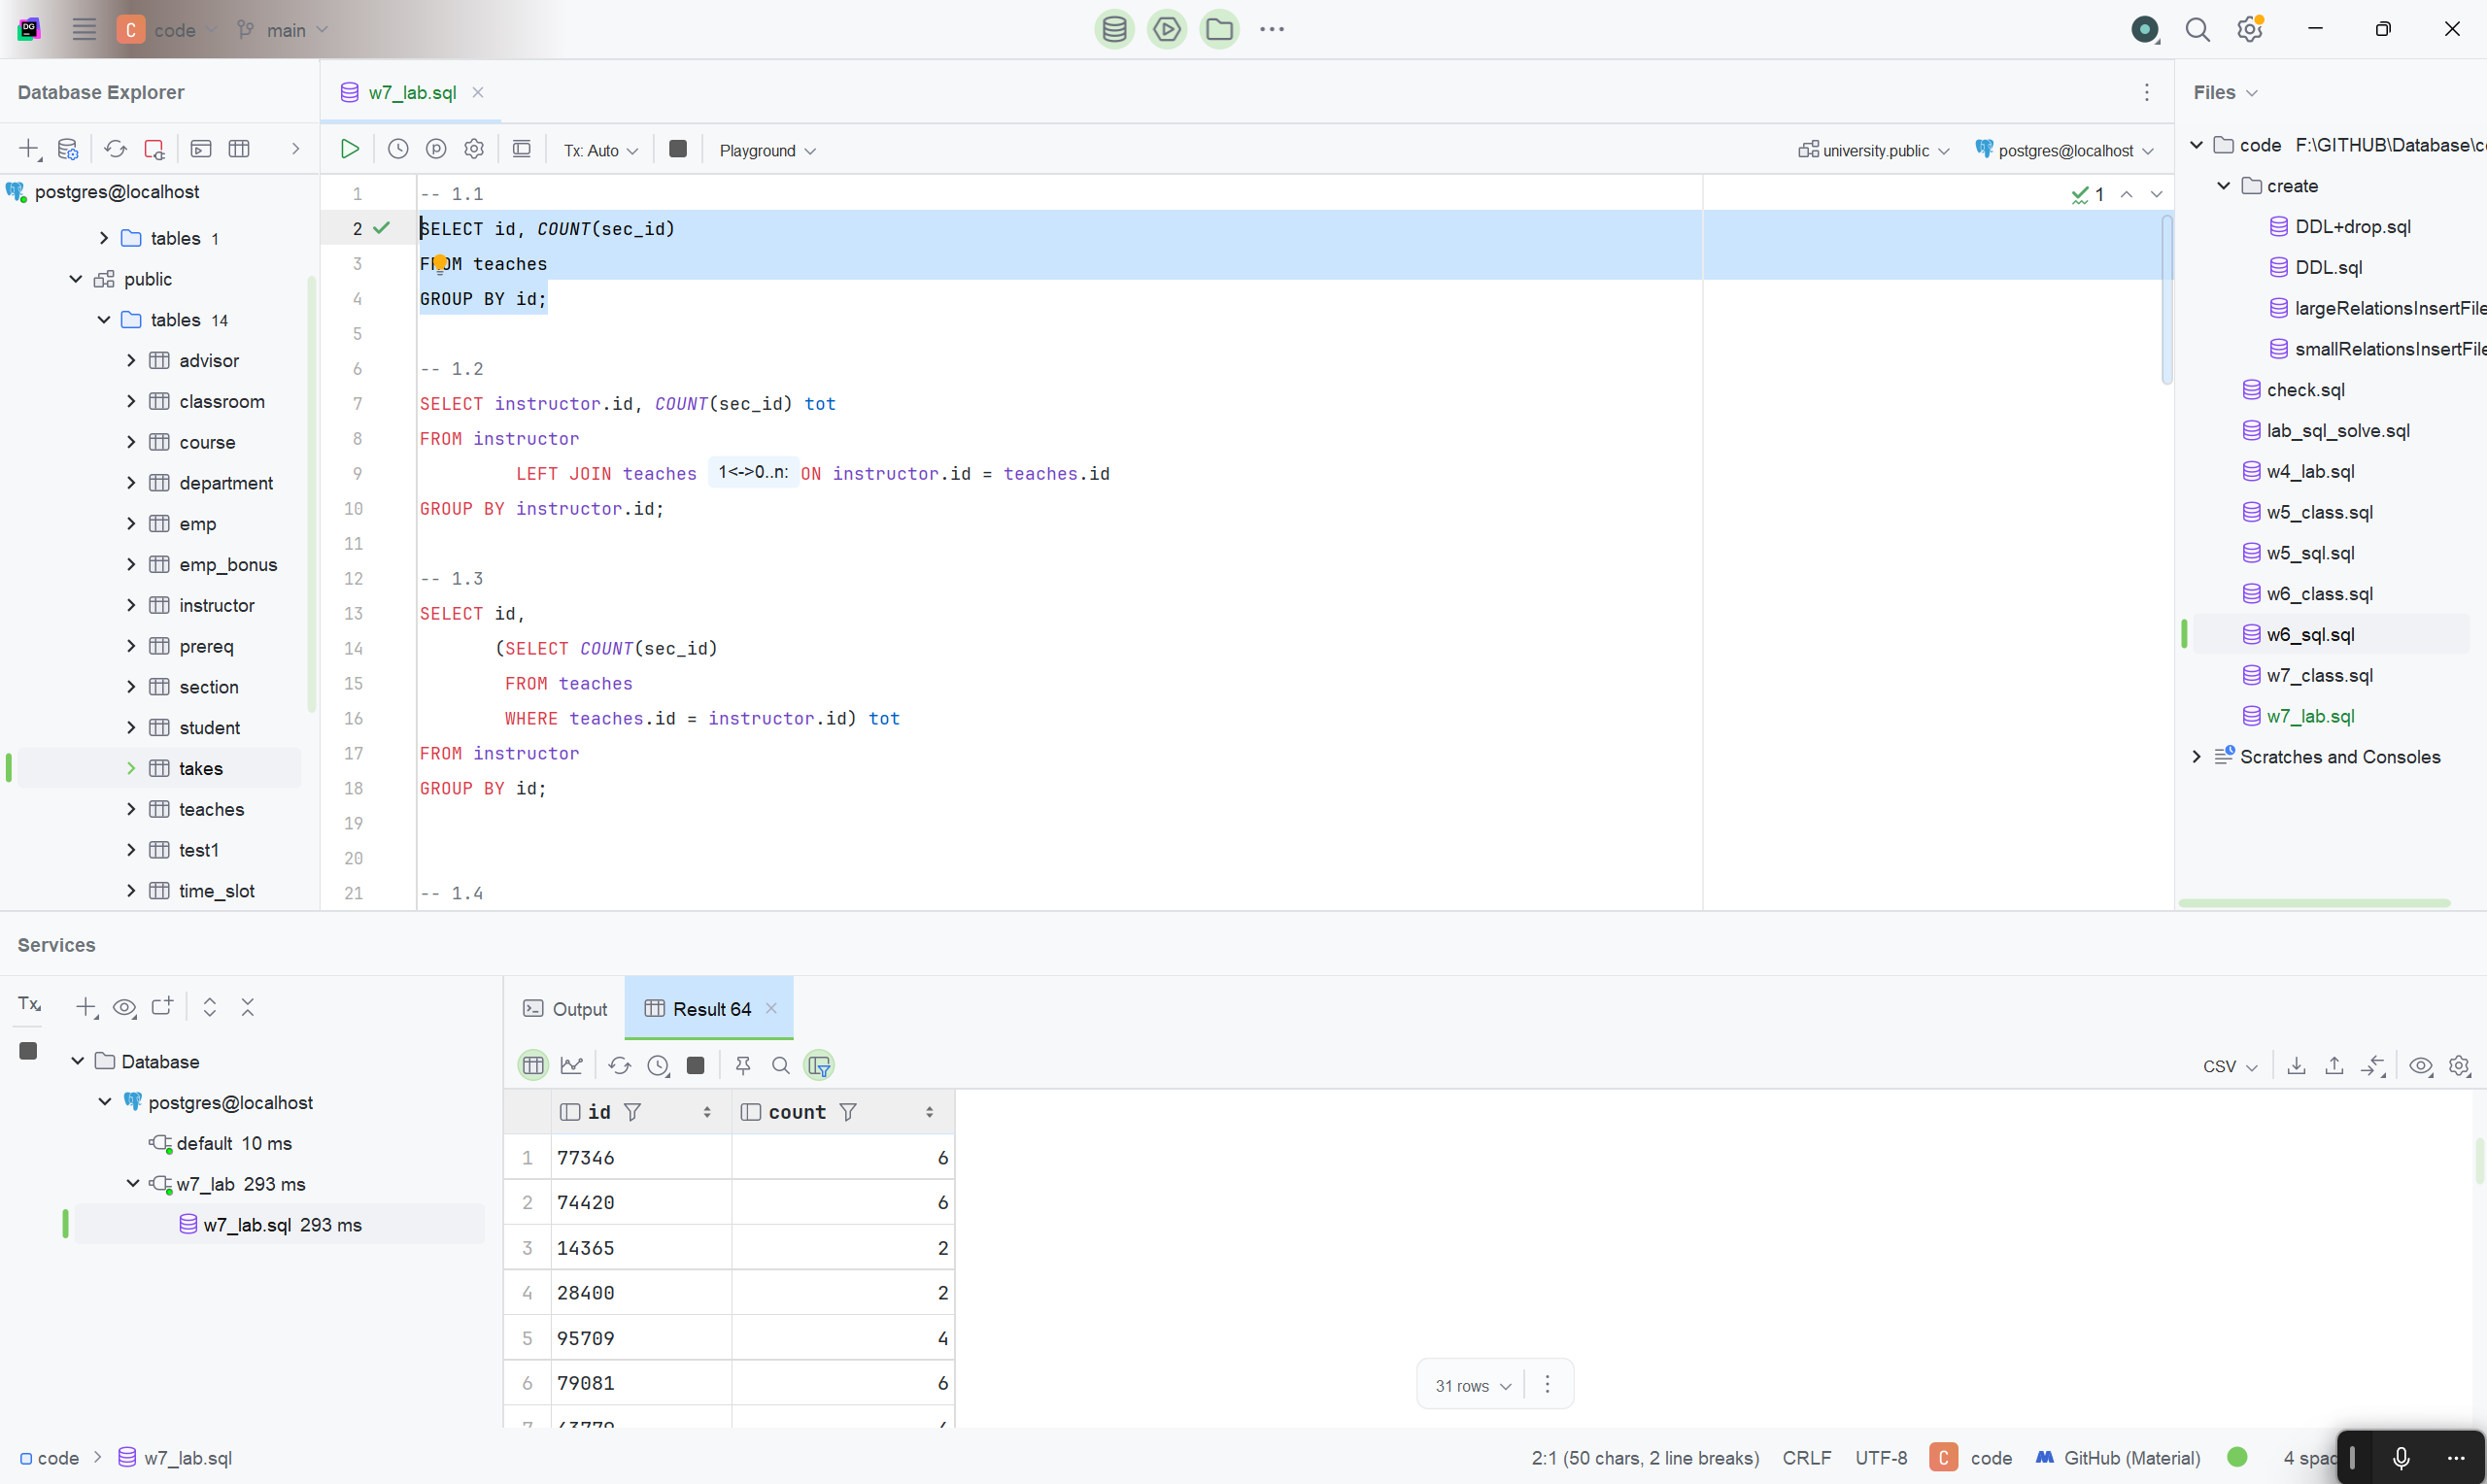 DG
C code main
Database Explorer
w7_lab.sql
Files
Tx: Auto
Playground
university.public
postgres@localhost
postgres@localhost
tables 1
public
tables 14
advisor
classroom
course
department
emp
emp_bonus
instructor
prereq
section
student
takes
teaches
test1
time_slot
1 -- 1.1
2 SELECT id, COUNT(sec_id)
3 FROM teaches
4 GROUP BY id;
5
6 -- 1.2
7 SELECT instructor.id, COUNT(sec_id) tot
8 FROM instructor
9 LEFT JOIN teaches 1<->0..n: ON instructor.id = teaches.id
10 GROUP BY instructor.id;
11
12 -- 1.3
13 SELECT id,
14 (SELECT COUNT(sec_id)
15 FROM teaches
16 WHERE teaches.id = instructor.id) tot
17 FROM instructor
18 GROUP BY id;
19
20
21 -- 1.4
1
code F:\GITHUB\Database\c
create
DDL+drop.sql
DDL.sql
largeRelationsInsertFile
smallRelationsInsertFile
check.sql
lab_sql_solve.sql
w4_lab.sql
w5_class.sql
w5_sql.sql
w6_class.sql
w6_sql.sql
w7_class.sql
w7_lab.sql
Scratches and Consoles
Services
Tx
Database
postgres@localhost
default 10 ms
w7_lab 293 ms
w7_lab.sql 293 ms
Output
Result 64
CSV
id count
1 77346 6
2 74420 6
3 14365 2
4 28400 2
5 95709 4
6 79081 6
31 rows
code > w7_lab.sql
2:1 (50 chars, 2 line breaks) CRLF UTF-8 C code GitHub (Material) 4 spac